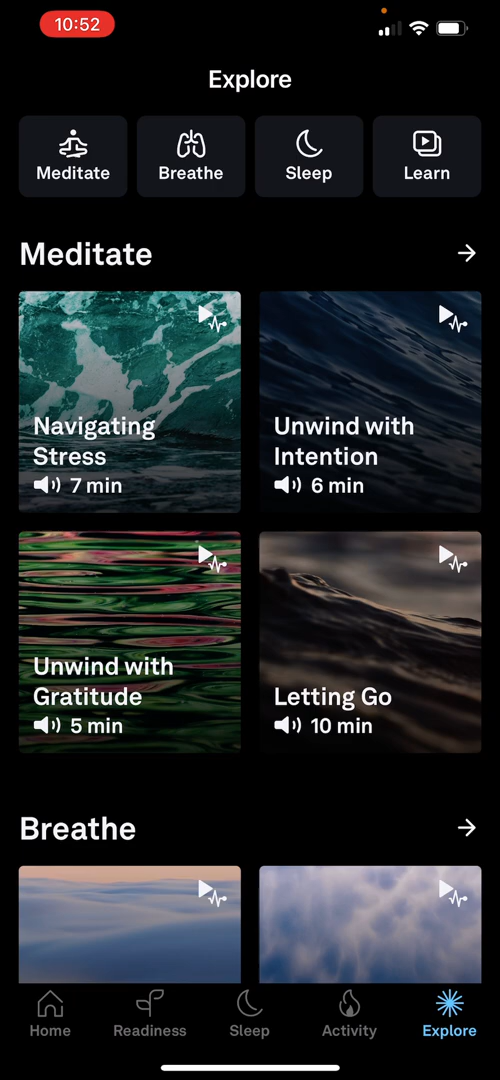 10:52
Explore
Meditate
Breathe
Sleep
Learn
Meditate
Navigating
Stress
7 min
Unwind with
Intention
6 min
Unwind with
Gratitude
5 min
Letting Go
10 min
Breathe
Home
Readiness
Sleep
Activity
Explore